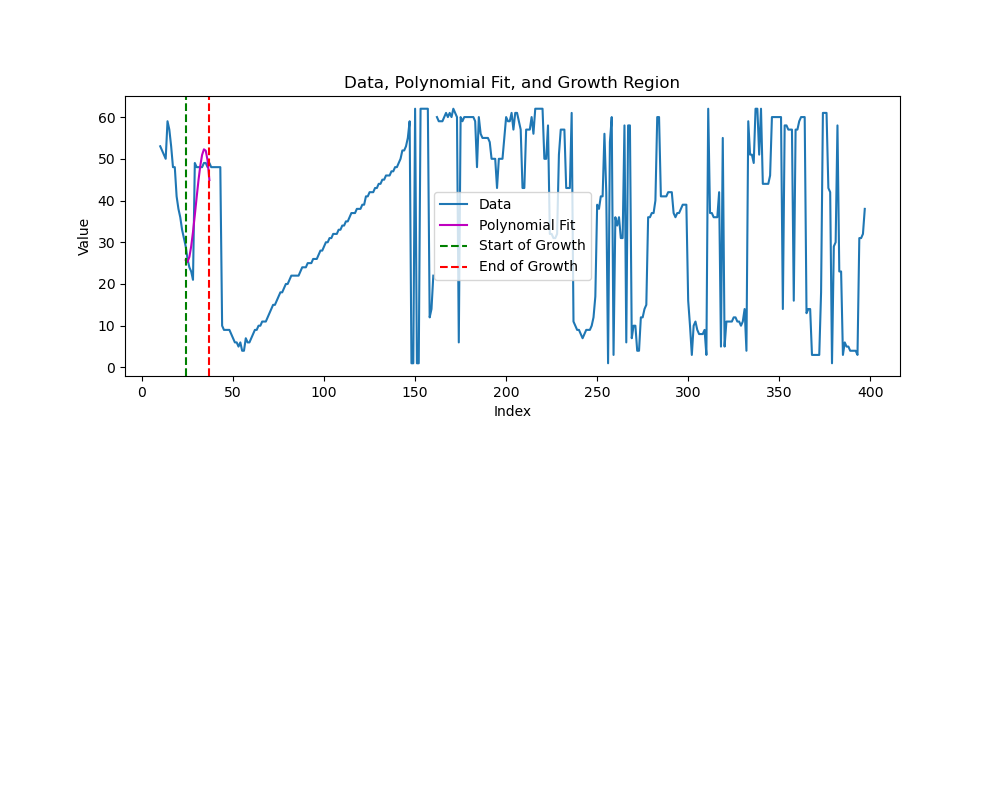 Data, Polynomial Fit, and Growth Region
60
50
40
30
20
10
0
Value
Data
Polynomial Fit
Start of Growth
End of Growth
0 50 100 150 200 250 300 350 400
Index